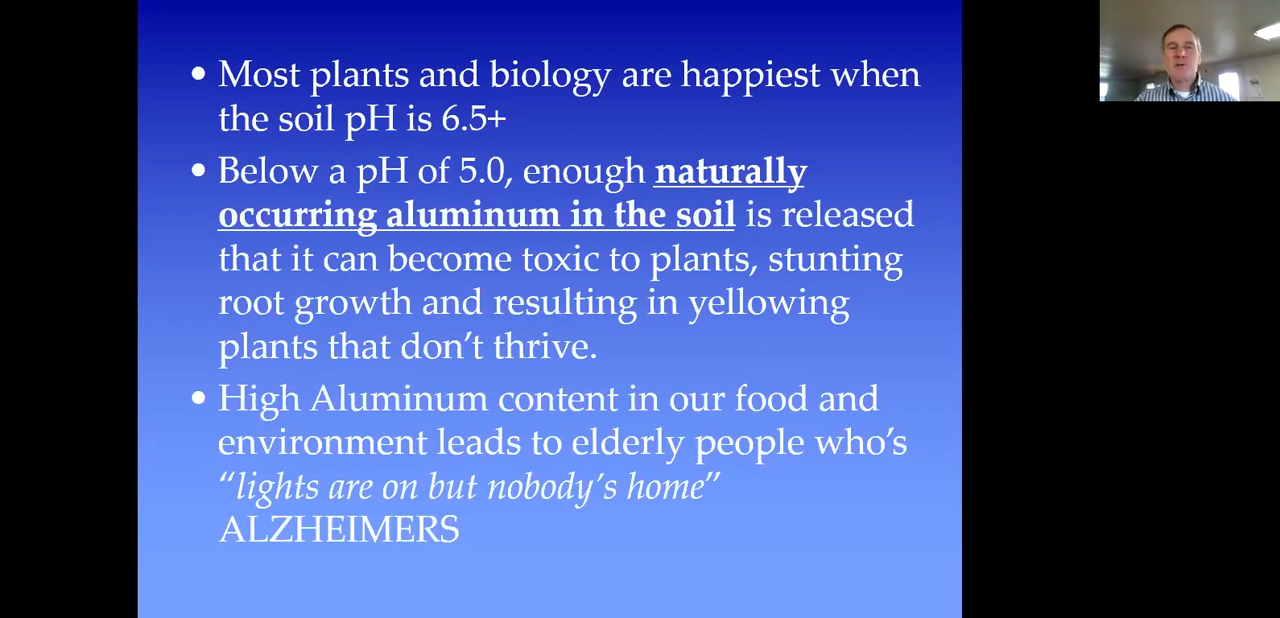 • Most plants and biology are happiest when
the soil pH is 6.5+
• Below a pH of 5.0, enough naturally
occurring aluminum in the soil is released
that it can become toxic to plants, stunting
root growth and resulting in yellowing
plants that don’t thrive.
• High Aluminum content in our food and
environment leads to elderly people who’s
“lights are on but nobody’s home”
ALZHEIMERS